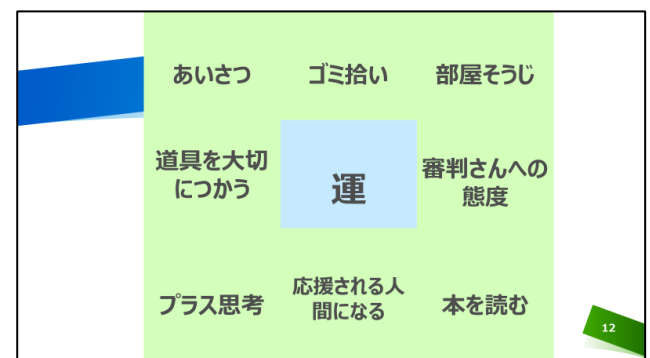 あいさつ
ゴミ拾い
部屋そうじ
道具を大切
につかう
運
審判さんへの
態度
プラス思考
応援される人
間になる
本を読む
12